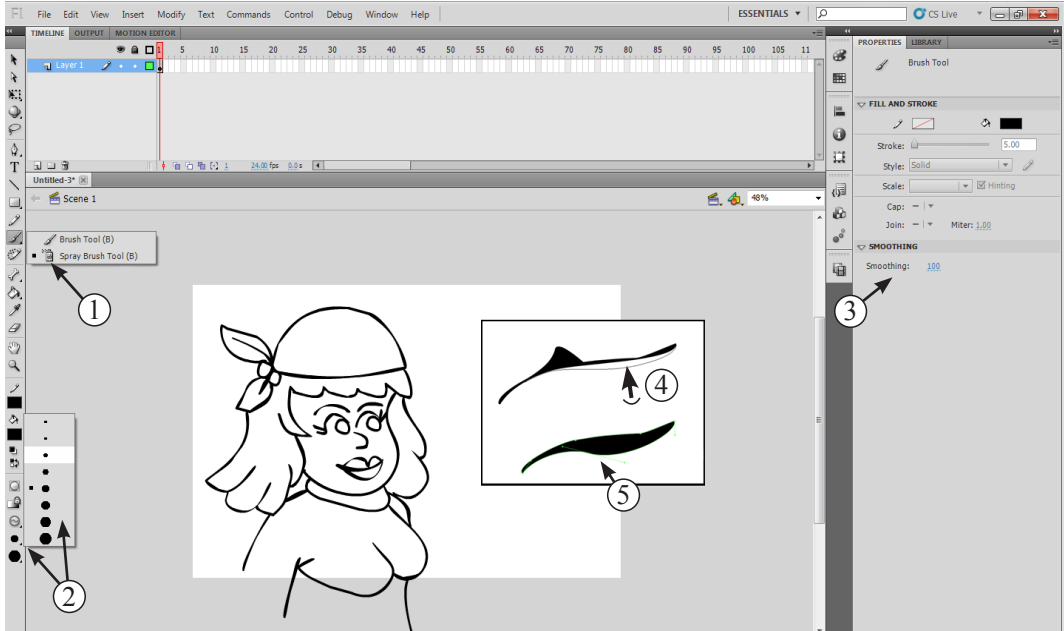 Fl File Edit View Insert Modify Text Commands Control Debug Window Help ESSENTIALS CS Live
TIMELINE OUTPUT MOTION EDITOR
1 5 10 15 20 25 30 35 40 45 50 55 60 65 70 75 80 85 90 95 100 105 11
Layer 1
1 24.00 fps 0.0 s
Untitled-3*
Scene 1 48%
T
Brush Tool (B)
Spray Brush Tool (B)
1
2
4
5
PROPERTIES LIBRARY
Brush Tool
FILL AND STROKE
Stroke: 5.00
Style: Solid
Scale: Hinting
Cap:
Join: Miter: 1.00
SMOOTHING
Smoothing: 100
3